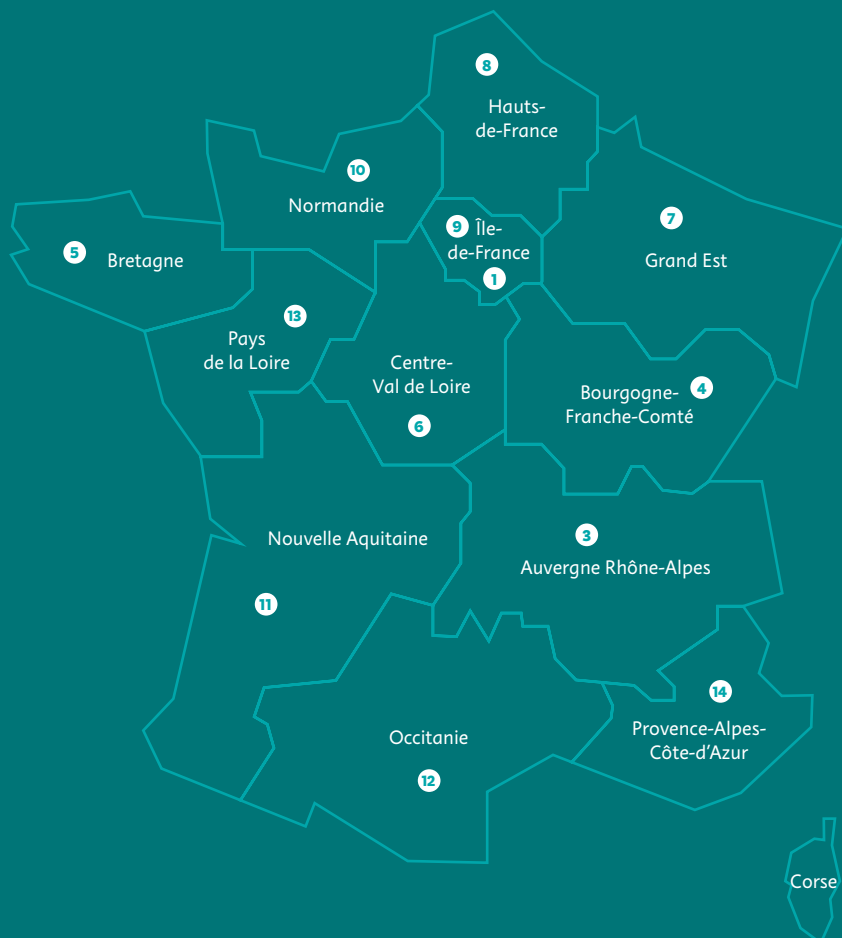 8
Hauts-
de-France
10
Normandie
9 Île-
de-France
1
7
Grand Est
5 Bretagne
13
Pays
de la Loire
Centre-
Val de Loire
6
4
Bourgogne-
Franche-Comté
Nouvelle Aquitaine
11
3
Auvergne Rhône-Alpes
14
Provence-Alpes-
Côte-d'Azur
Occitanie
12
Corse